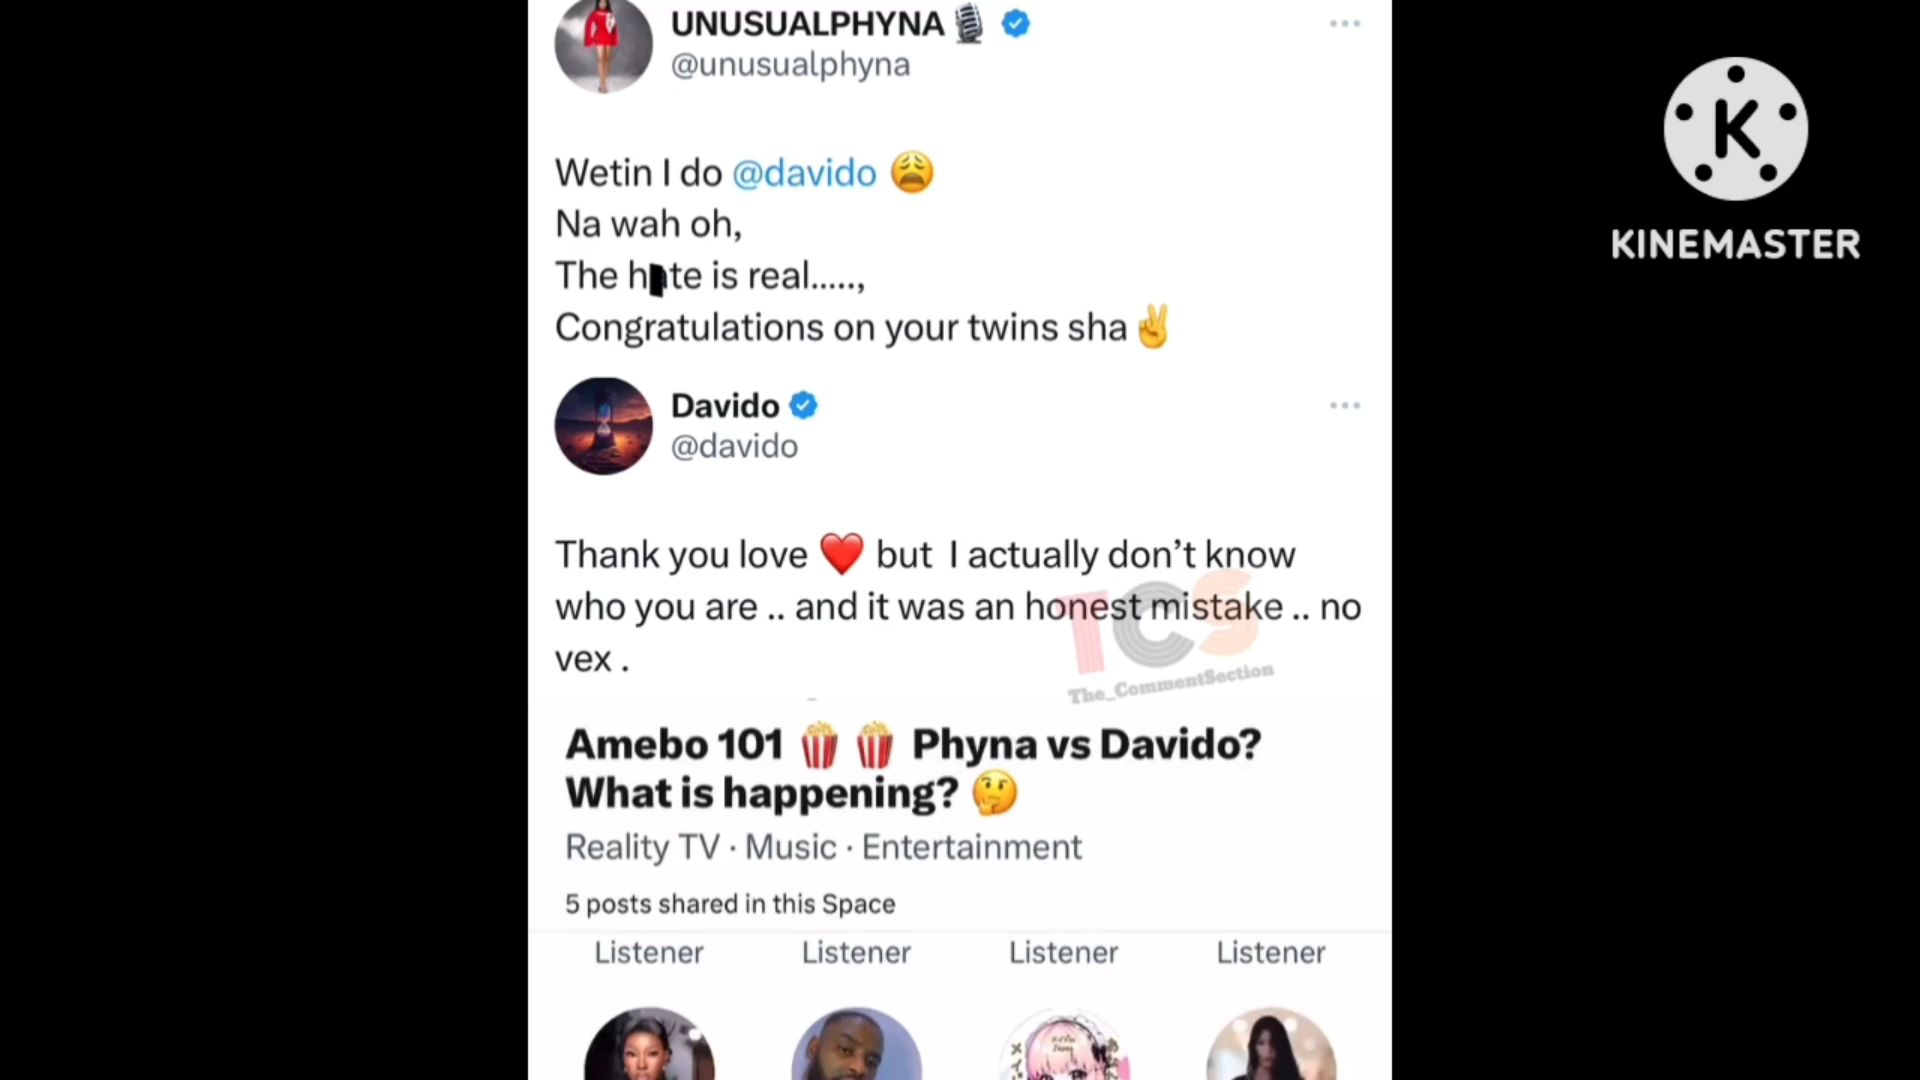 UNUSUALPHYNA🎙️
@unusualphyna
Wetin I do @davido 😩
Na wah oh,
The hate is real.....,
Congratulations on your twins sha✌️
Davido
@davido
Thank you love ❤️ but I actually don’t know
who you are .. and it was an honest mistake .. no
vex .
TCS
The_CommentSection
Amebo 101 🍿 🍿 Phyna vs Davido?
What is happening? 🤔
Reality TV · Music · Entertainment
5 posts shared in this Space
Listener Listener Listener Listener
K
KINEMASTER